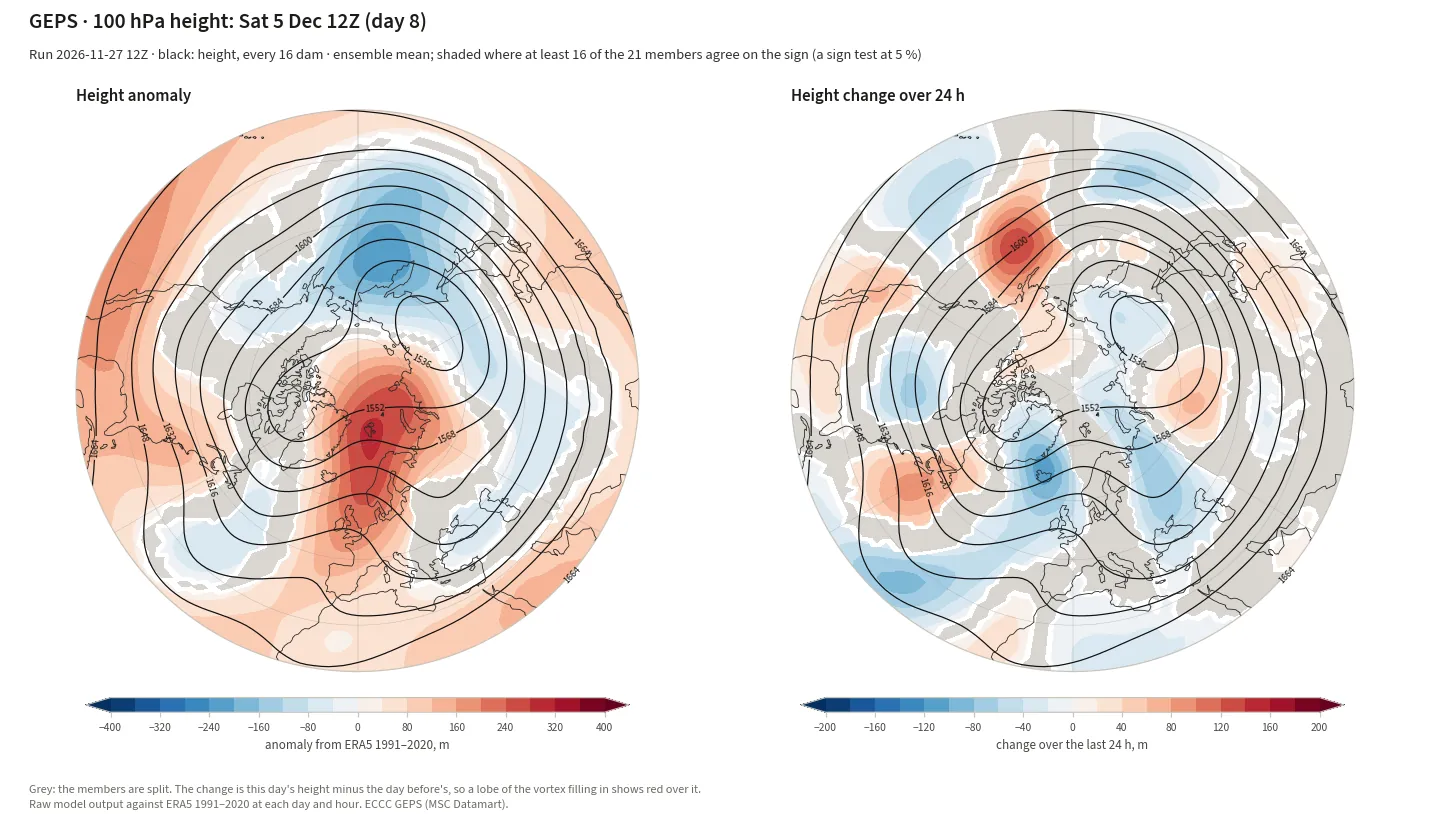 GEPS · 100 hPa height: Sat 5 Dec 12Z (day 8)
Run 2026-11-27 12Z · black: height, every 16 dam · ensemble mean; shaded where at least 16 of the 21 members agree on the sign (a sign test at 5 %)
Height anomaly
Height change over 24 h
1600
1664
1584
1536
1552
1568
1648
1632
1664
1616
1664
1600
1664
1584
1536
1552
1568
1648
1632
1664
1616
1664
−400 −320 −240 −160 −80 0 80 160 240 320 400
anomaly from ERA5 1991–2020, m
−200 −160 −120 −80 −40 0 40 80 120 160 200
change over the last 24 h, m
Grey: the members are split. The change is this day's height minus the day before's, so a lobe of the vortex filling in shows red over it.
Raw model output against ERA5 1991–2020 at each day and hour. ECCC GEPS (MSC Datamart).